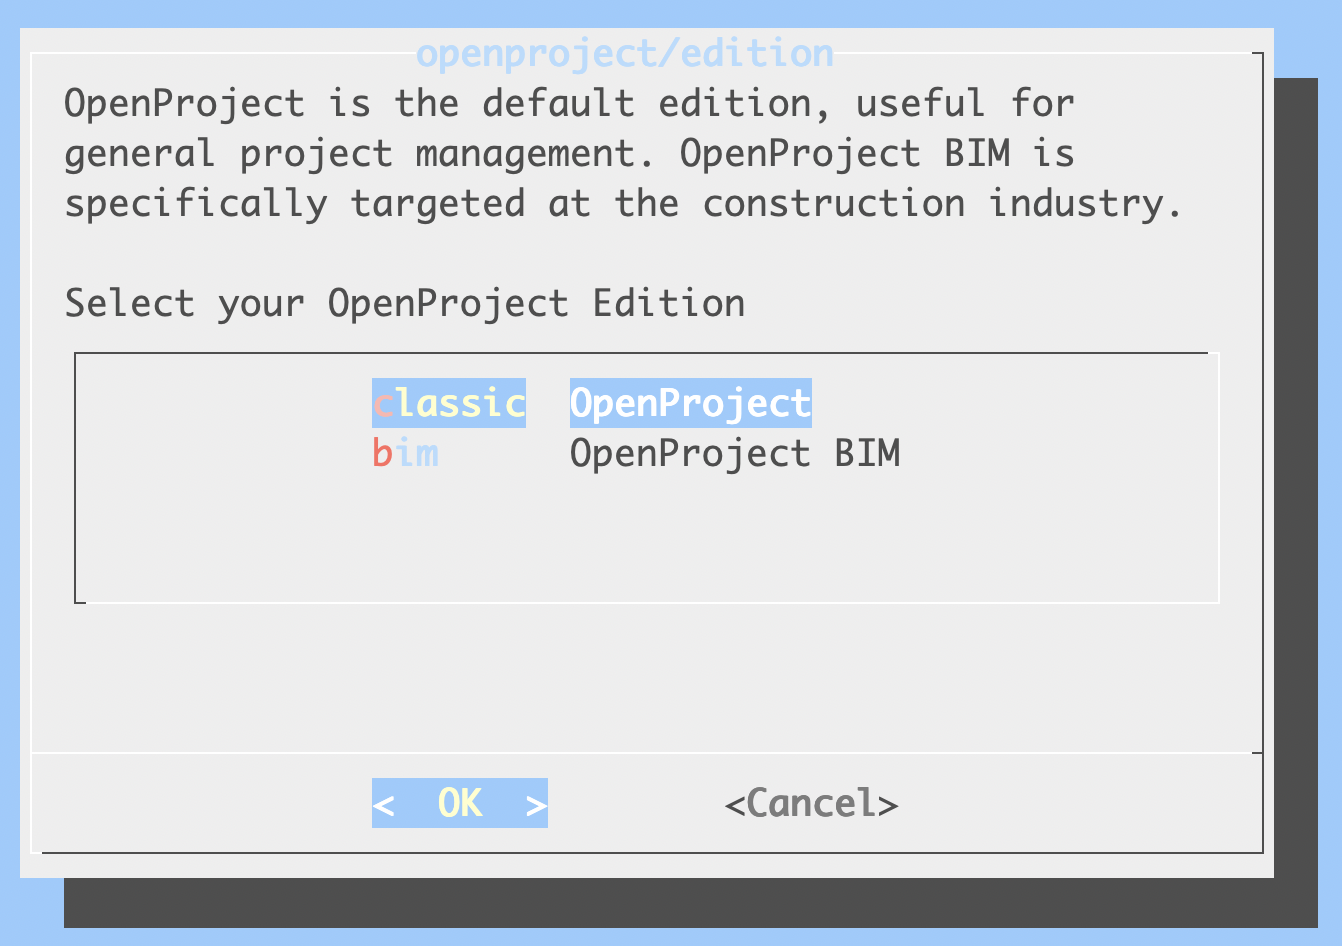 openproject/edition
OpenProject is the default edition, useful for
general project management. OpenProject BIM is
specifically targeted at the construction industry.
Select your OpenProject Edition
classic OpenProject
bim OpenProject BIM
< OK > <Cancel>